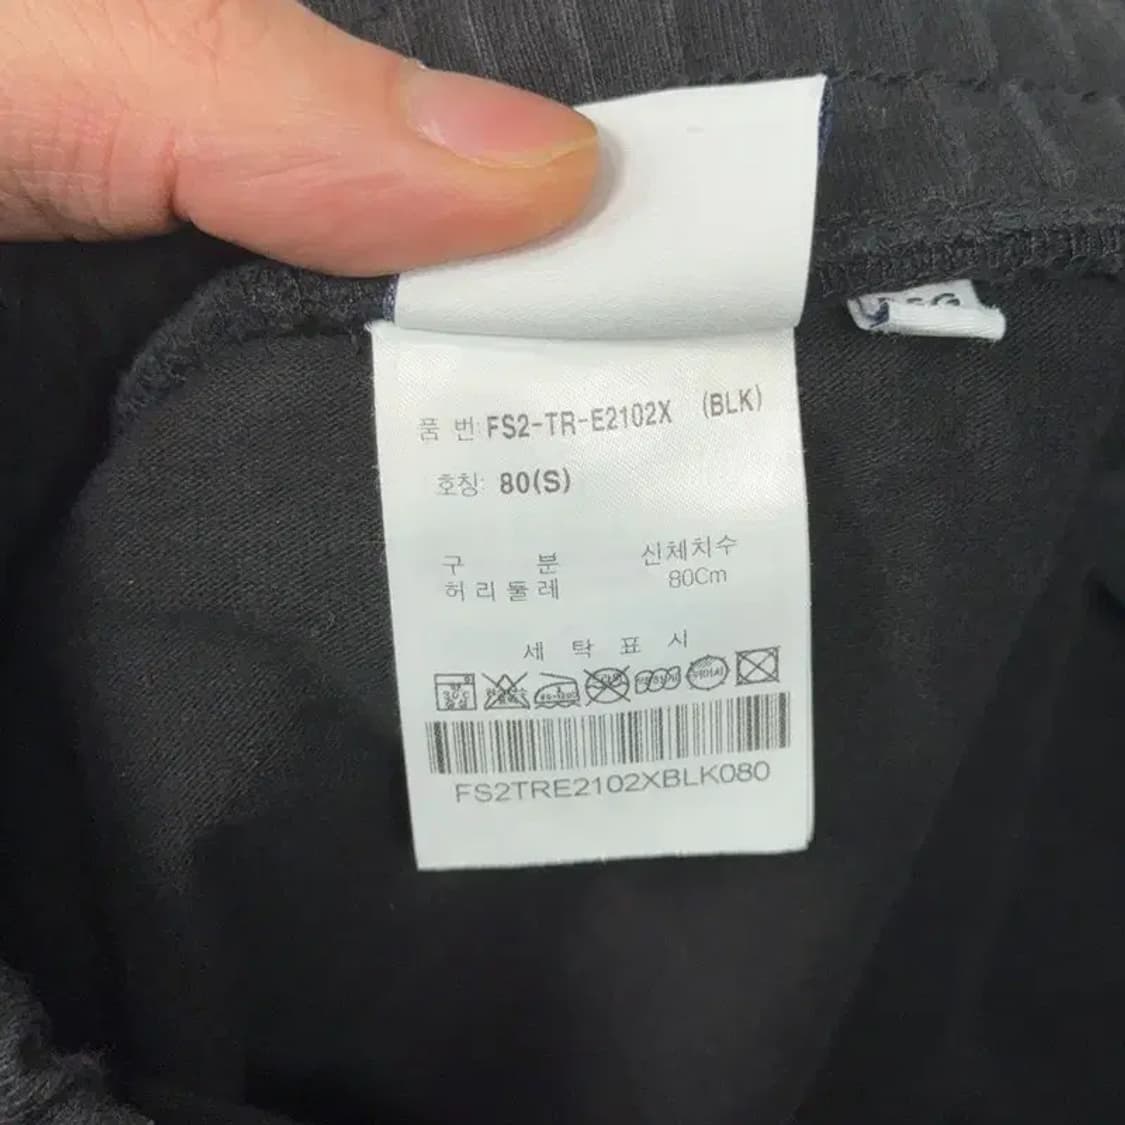 품 번: FS2-TR-E2102X (BLK)
호칭: 80(S)
구 분 신체치수
허리둘레 80Cm
세 탁 표 시
FS2TRE2102XBLK080